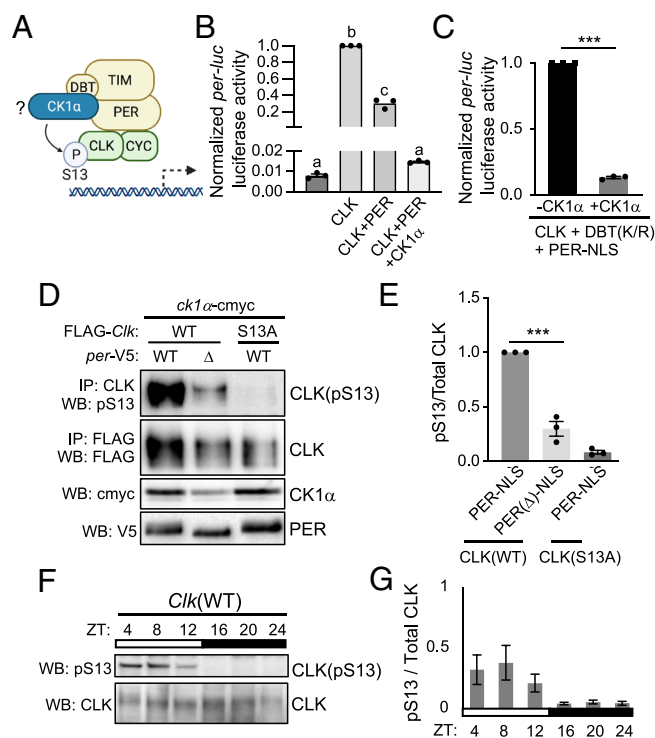 A
TIM
DBT
CK1α
PER
?
P
CLK
CYC
S13
B
Normalized per-luc
luciferase activity
1.0
0.8
0.6
0.4
0.2
0.02
0.01
0.00
a
b
c
a
CLK
CLK+PER
CLK+PER
+CK1α
C
Normalized per-luc
luciferase activity
1.0
0.5
0.0
***
-CK1α +CK1α
CLK + DBT(K/R)
+ PER-NLS
D
ck1α-cmyc
FLAG-Clk: WT S13A
per-V5: WT Δ WT
IP: CLK
WB: pS13
CLK(pS13)
IP: FLAG
WB: FLAG
CLK
WB: cmyc
CK1α
WB: V5
PER
E
pS13/Total CLK
1.5
1.0
0.5
0.0
***
PER-NLS
PER(Δ)-NLS
PER-NLS
CLK(WT) CLK(S13A)
F
Clk(WT)
ZT: 4 8 12 16 20 24
WB: pS13
CLK(pS13)
WB: CLK
CLK
G
pS13 / Total CLK
1
0.5
0
ZT: 4 8 12 16 20 24